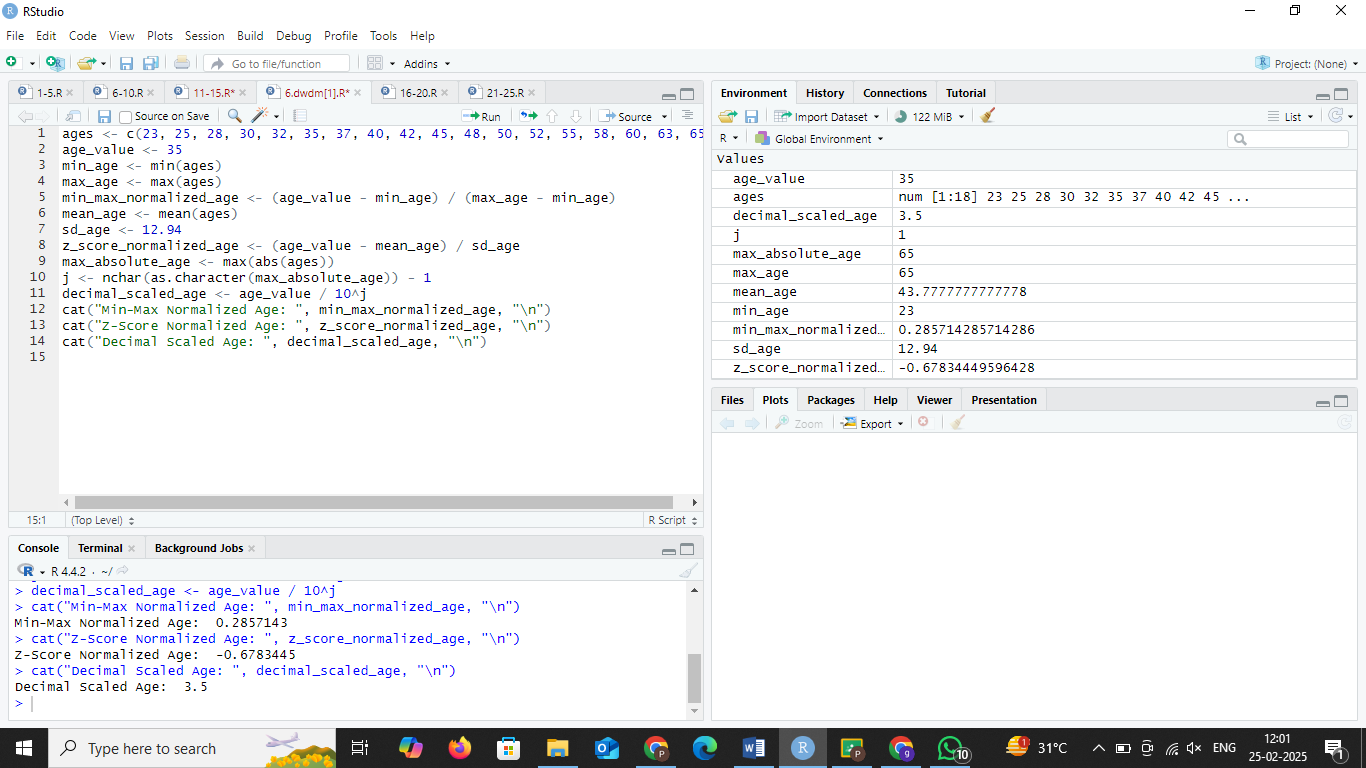 RStudio
File Edit Code View Plots Session Build Debug Profile Tools Help
Go to file/function Addins Project: (None)
1-5.R 6-10.R 11-15.R* 6.dwdm[1].R* 16-20.R 21-25.R
Source on Save Run Source
1 ages <- c(23, 25, 28, 30, 32, 35, 37, 40, 42, 45, 48, 50, 52, 55, 58, 60, 63, 65
2 age_value <- 35
3 min_age <- min(ages)
4 max_age <- max(ages)
5 min_max_normalized_age <- (age_value - min_age) / (max_age - min_age)
6 mean_age <- mean(ages)
7 sd_age <- 12.94
8 z_score_normalized_age <- (age_value - mean_age) / sd_age
9 max_absolute_age <- max(abs(ages))
10 j <- nchar(as.character(max_absolute_age)) - 1
11 decimal_scaled_age <- age_value / 10^j
12 cat("Min-Max Normalized Age: ", min_max_normalized_age, "\n")
13 cat("Z-Score Normalized Age: ", z_score_normalized_age, "\n")
14 cat("Decimal Scaled Age: ", decimal_scaled_age, "\n")
15
15:1 (Top Level) R Script
Console Terminal Background Jobs
R 4.4.2 · ~/
> decimal_scaled_age <- age_value / 10^j
> cat("Min-Max Normalized Age: ", min_max_normalized_age, "\n")
Min-Max Normalized Age:  0.2857143
> cat("Z-Score Normalized Age: ", z_score_normalized_age, "\n")
Z-Score Normalized Age:  -0.6783445
> cat("Decimal Scaled Age: ", decimal_scaled_age, "\n")
Decimal Scaled Age:  3.5
>
Environment History Connections Tutorial
Import Dataset 122 MiB List
R Global Environment
Values
age_value 35
ages num [1:18] 23 25 28 30 32 35 37 40 42 45 ...
decimal_scaled_age 3.5
j 1
max_absolute_age 65
max_age 65
mean_age 43.7777777777778
min_age 23
min_max_normalized… 0.285714285714286
sd_age 12.94
z_score_normalized… -0.67834449596428
Files Plots Packages Help Viewer Presentation
Zoom Export
Type here to search
31°C ENG 12:01
25-02-2025
10
1
1